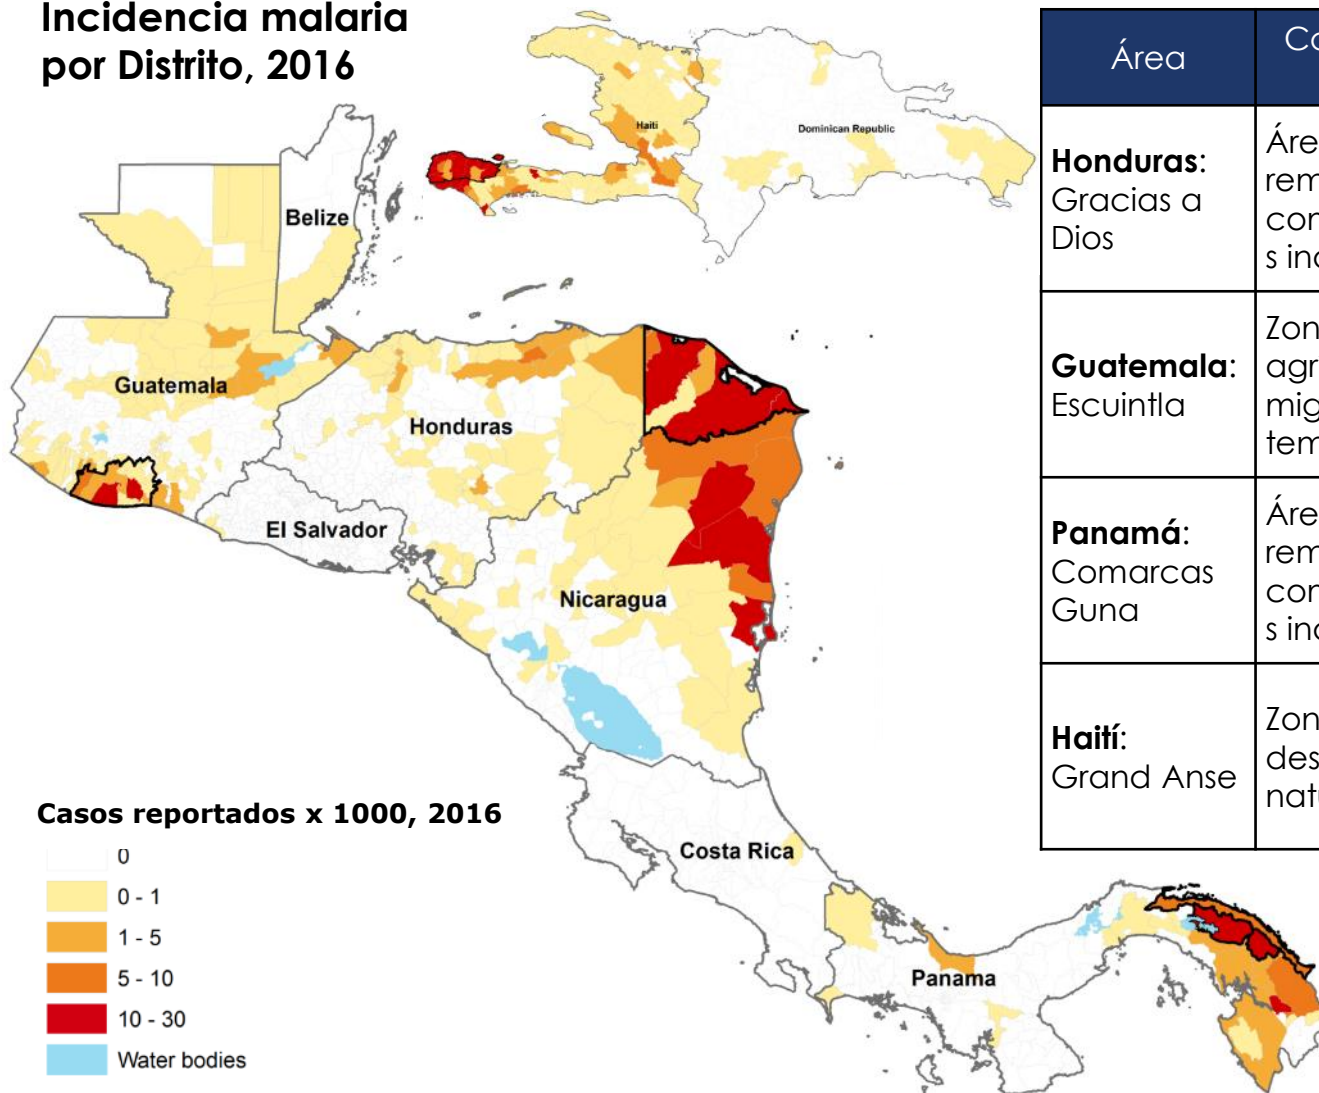 Incidencia malaria
por Distrito, 2016
Haiti
Dominican Republic
Belize
Guatemala
Honduras
El Salvador
Nicaragua
Costa Rica
Panama
Casos reportados x 1000, 2016
0
0 - 1
1 - 5
5 - 10
10 - 30
Water bodies
Área
Honduras:
Gracias a
Dios
Guatemala:
Escuintla
Panamá:
Comarcas
Guna
Haití:
Grand Anse